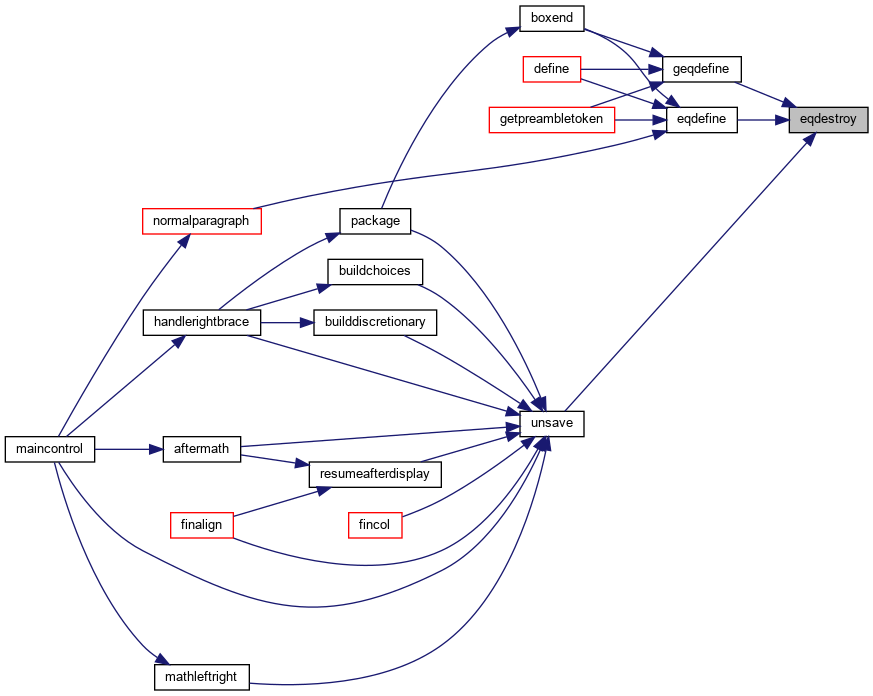 boxend
define
geqdefine
getpreambletoken
eqdefine
eqdestroy
normalparagraph
package
buildchoices
handlerightbrace
builddiscretionary
unsave
maincontrol
aftermath
resumeafterdisplay
finalign
fincol
mathleftright